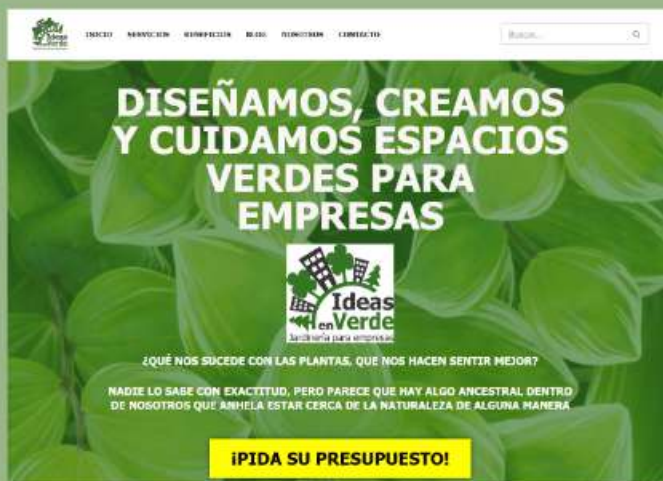 Ideas
en Verde
INICIO SERVICIOS BENEFICIOS BLOG NOSOTROS CONTACTO
Buscar...
DISEÑAMOS, CREAMOS
Y CUIDAMOS ESPACIOS
VERDES PARA
EMPRESAS
Ideas
en Verde
Jardinería para empresas
¿QUÉ NOS SUCEDE CON LAS PLANTAS, QUE NOS HACEN SENTIR MEJOR?
NADIE LO SABE CON EXACTITUD, PERO PARECE QUE HAY ALGO ANCESTRAL DENTRO
DE NOSOTROS QUE ANHELA ESTAR CERCA DE LA NATURALEZA DE ALGUNA MANERA
¡PIDA SU PRESUPUESTO!